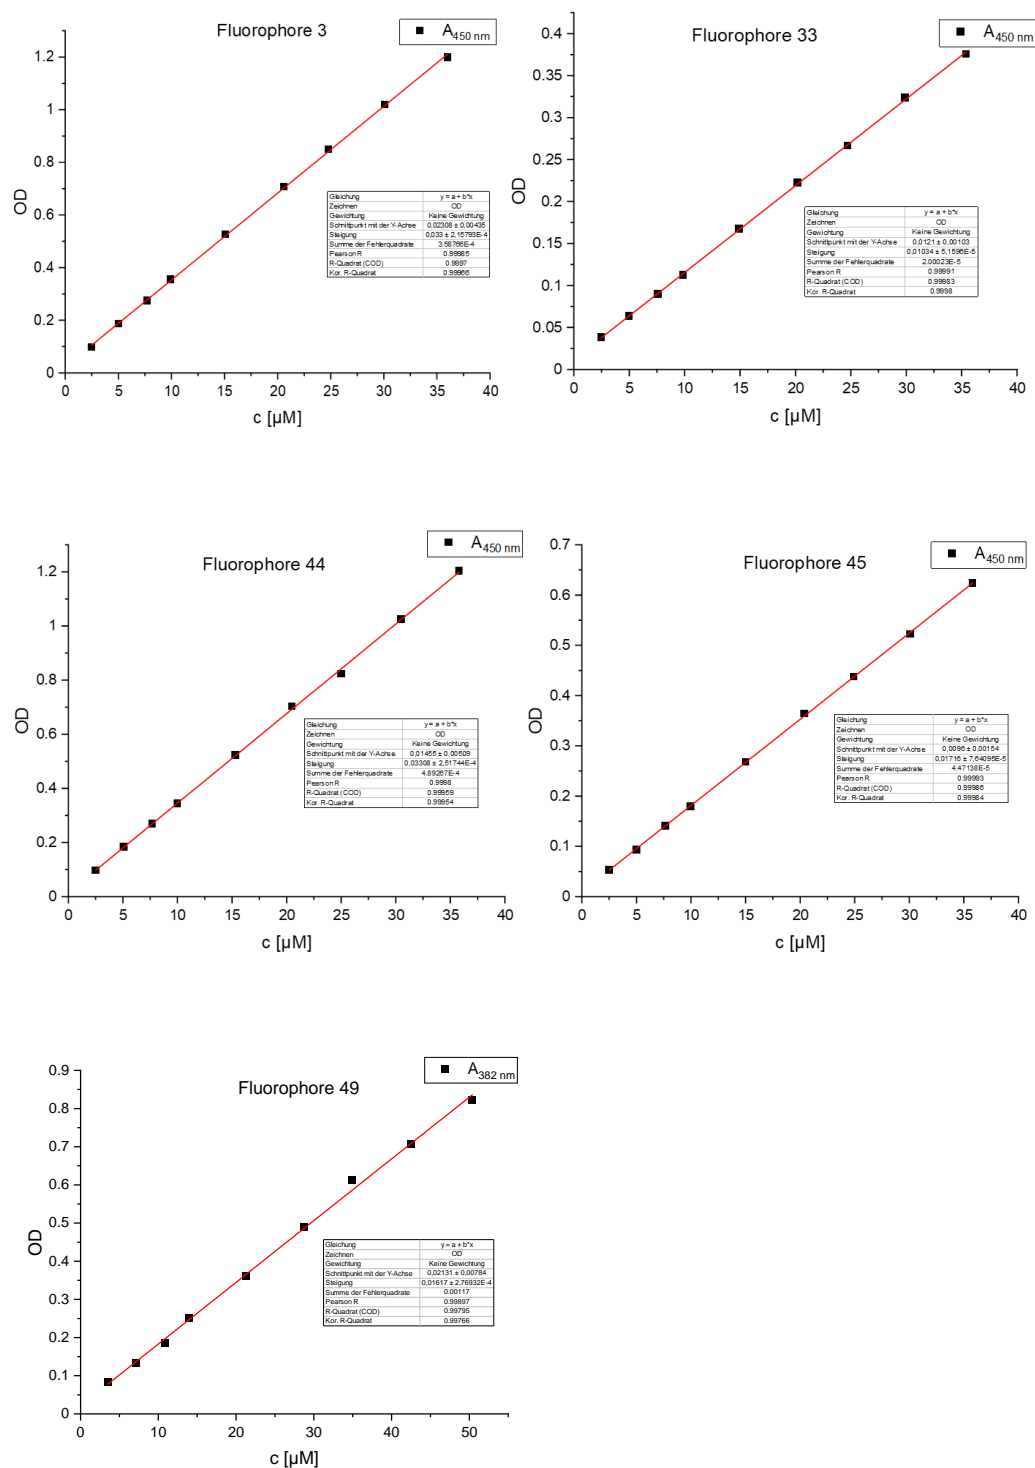 Fluorophore 3
A450 nm
OD
1.2
1
0.8
0.6
0.4
0.2
0
0 5 10 15 20 25 30 35 40
c [µM]
Gleichung y = a + b*x
Zeichnen OD
Gewichtung Keine Gewichtung
Schnittpunkt mit der Y-Achse 0,02308 ± 0,00435
Steigung 0,033 ± 2,15793E-4
Summe der Fehlerquadrate 3.58766E-4
Pearson R 0.99985
R-Quadrat (COD) 0.9997
Kor. R-Quadrat 0.99966
Fluorophore 33
A450 nm
OD
0.4
0.35
0.3
0.25
0.2
0.15
0.1
0.05
0
0 5 10 15 20 25 30 35 40
c [µM]
Gleichung y = a + b*x
Zeichnen OD
Gewichtung Keine Gewichtung
Schnittpunkt mit der Y-Achse 0,0121 ± 0,00103
Steigung 0,01034 ± 5,1596E-5
Summe der Fehlerquadrate 2.00023E-5
Pearson R 0.99991
R-Quadrat (COD) 0.99983
Kor. R-Quadrat 0.9998
Fluorophore 44
A450 nm
OD
1.2
1
0.8
0.6
0.4
0.2
0
0 5 10 15 20 25 30 35 40
c [µM]
Gleichung y = a + b*x
Zeichnen OD
Gewichtung Keine Gewichtung
Schnittpunkt mit der Y-Achse 0,01455 ± 0,00509
Steigung 0,03308 ± 2,51744E-4
Summe der Fehlerquadrate 4.89267E-4
Pearson R 0.9998
R-Quadrat (COD) 0.99959
Kor. R-Quadrat 0.99954
Fluorophore 45
A450 nm
OD
0.7
0.6
0.5
0.4
0.3
0.2
0.1
0
0 5 10 15 20 25 30 35 40
c [µM]
Gleichung y = a + b*x
Zeichnen OD
Gewichtung Keine Gewichtung
Schnittpunkt mit der Y-Achse 0,0096 ± 0,00154
Steigung 0,01716 ± 7,64096E-5
Summe der Fehlerquadrate 4.47138E-5
Pearson R 0.99993
R-Quadrat (COD) 0.99986
Kor. R-Quadrat 0.99984
Fluorophore 49
A382 nm
OD
0.9
0.8
0.7
0.6
0.5
0.4
0.3
0.2
0.1
0
0 10 20 30 40 50
c [µM]
Gleichung y = a + b*x
Zeichnen OD
Gewichtung Keine Gewichtung
Schnittpunkt mit der Y-Achse 0,02131 ± 0,00784
Steigung 0,01617 ± 2,76932E-4
Summe der Fehlerquadrate 0.00117
Pearson R 0.99897
R-Quadrat (COD) 0.99795
Kor. R-Quadrat 0.99766